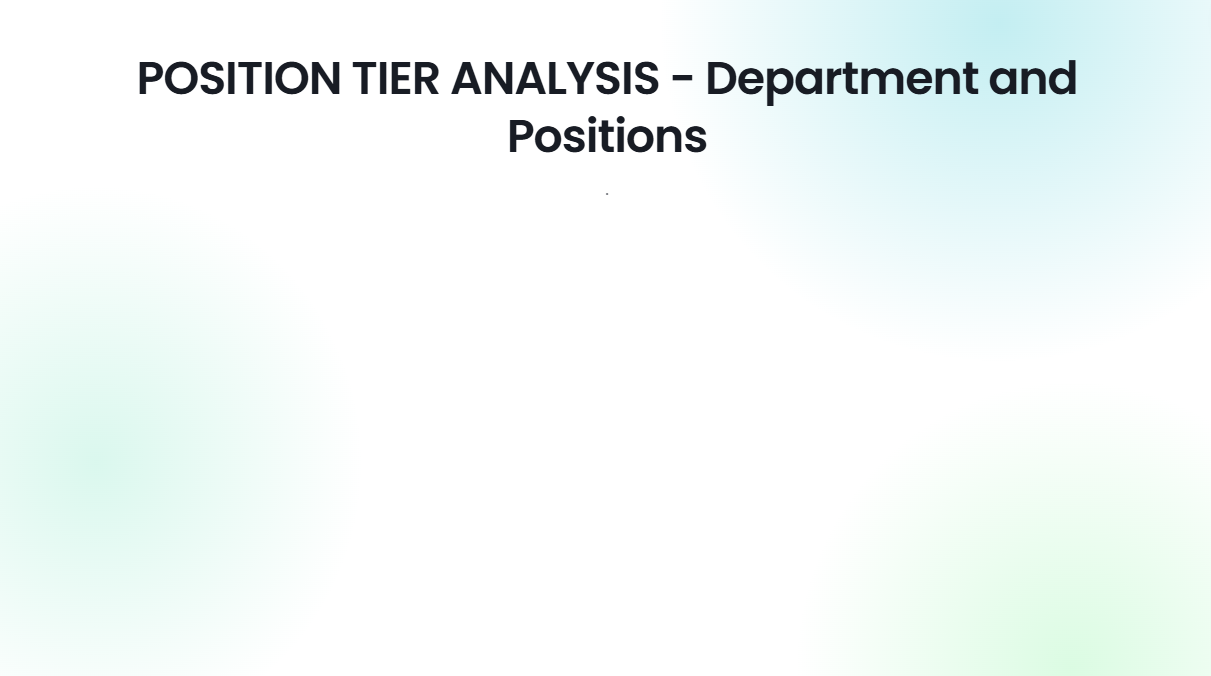 POSITION TIER ANALYSIS - Department and
Positions
.